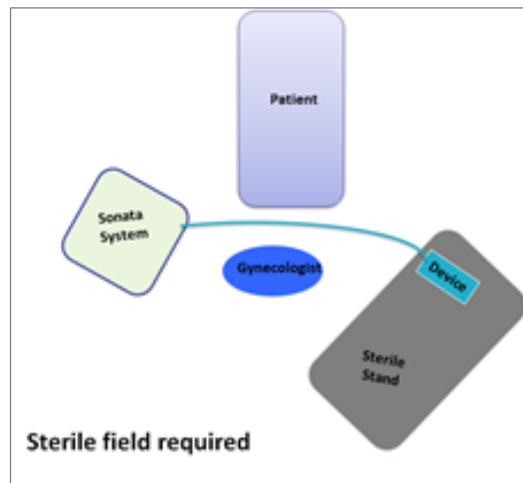 Patient
Sonata
System
Gynecologist
Device
Sterile
Stand
Sterile field required